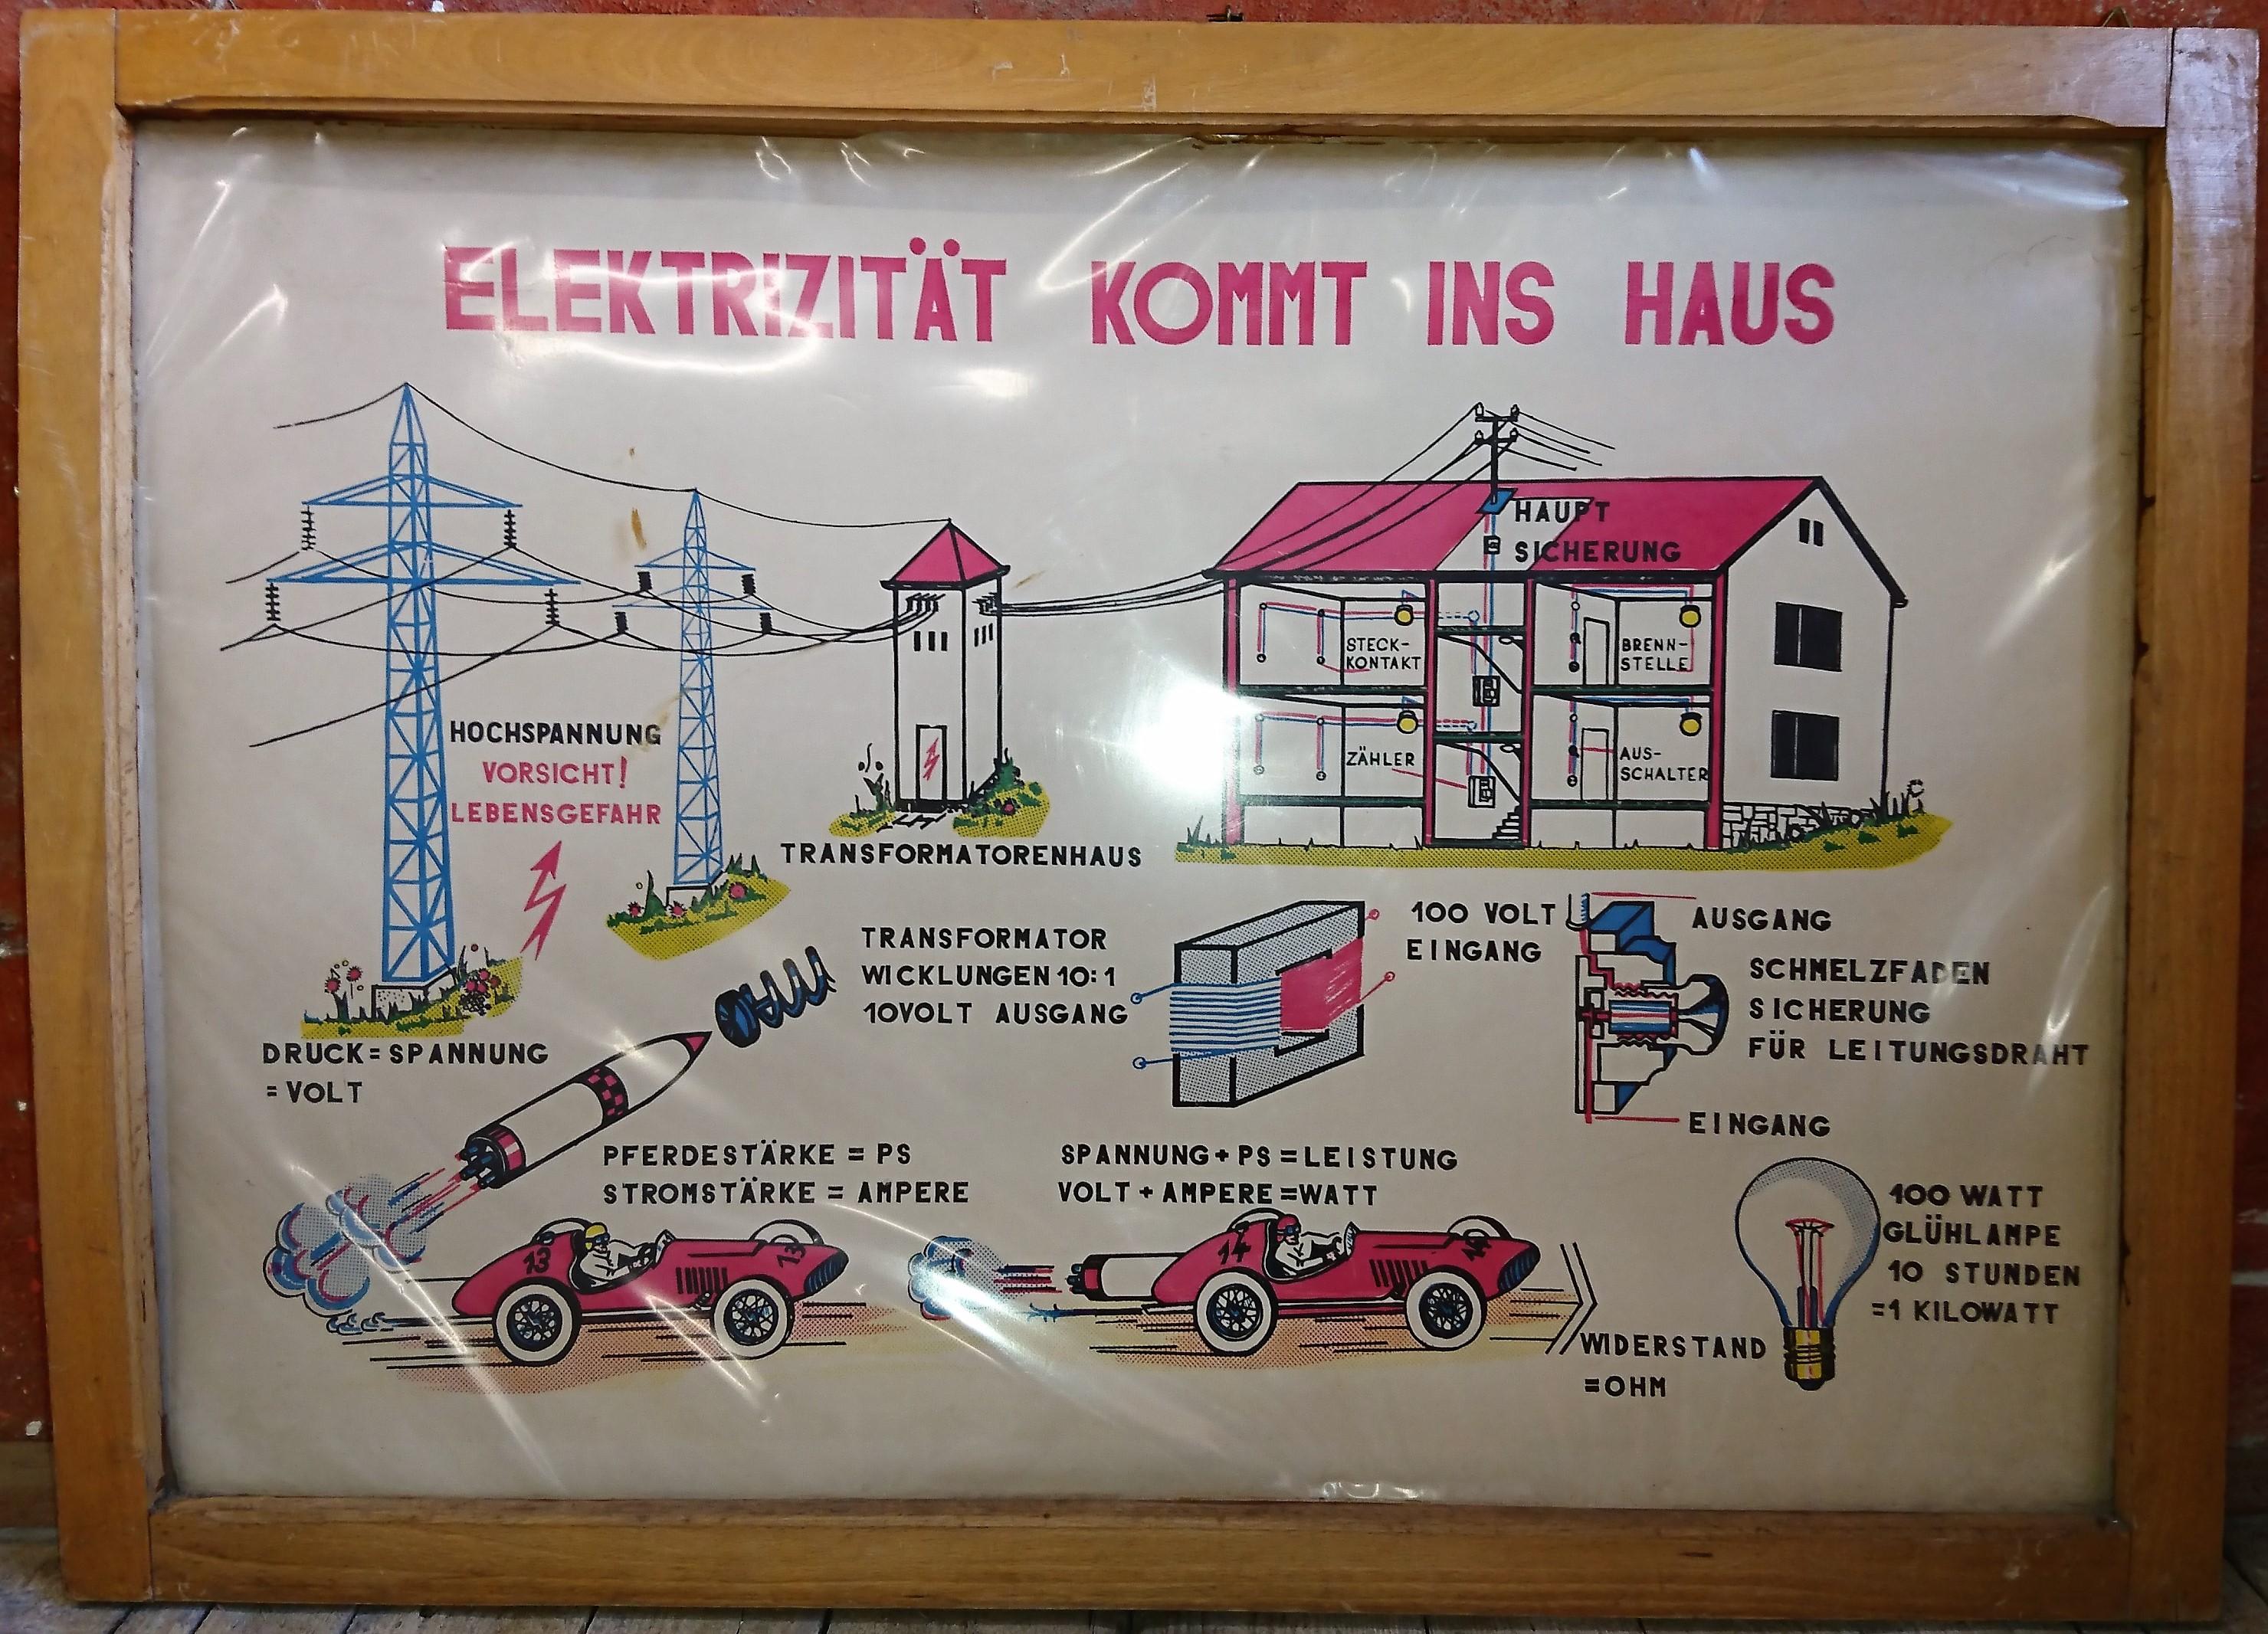 ELEKTRIZITÄT KOMMT INS HAUS
HAUPT
SICHERUNG
STECK-
KONTAKT
BRENN-
STELLE
ZÄHLER
AUS-
SCHALTER
HOCHSPANNUNG
VORSICHT!
LEBENSGEFAHR
TRANSFORMATORENHAUS
DRUCK=SPANNUNG
=VOLT
TRANSFORMATOR
WICKLUNGEN 10:1
10VOLT AUSGANG
100 VOLT
EINGANG
AUSGANG
SCHMELZFADEN
SICHERUNG
FÜR LEITUNGSDRAHT
EINGANG
PFERDESTÄRKE = PS
STROMSTÄRKE = AMPERE
SPANNUNG+PS=LEISTUNG
VOLT+AMPERE=WATT
13
13
14
14
WIDERSTAND
=OHM
100 WATT
GLÜHLAMPE
10 STUNDEN
=1 KILOWATT